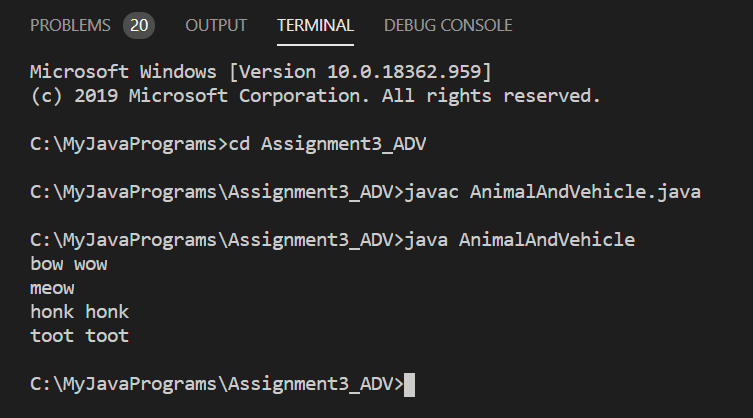 PROBLEMS 20 OUTPUT TERMINAL DEBUG CONSOLE
Microsoft Windows [Version 10.0.18362.959]
(c) 2019 Microsoft Corporation. All rights reserved.
C:\MyJavaPrograms>cd Assignment3_ADV
C:\MyJavaPrograms\Assignment3_ADV>javac AnimalAndVehicle.java
C:\MyJavaPrograms\Assignment3_ADV>java AnimalAndVehicle
bow wow
meow
honk honk
toot toot
C:\MyJavaPrograms\Assignment3_ADV>